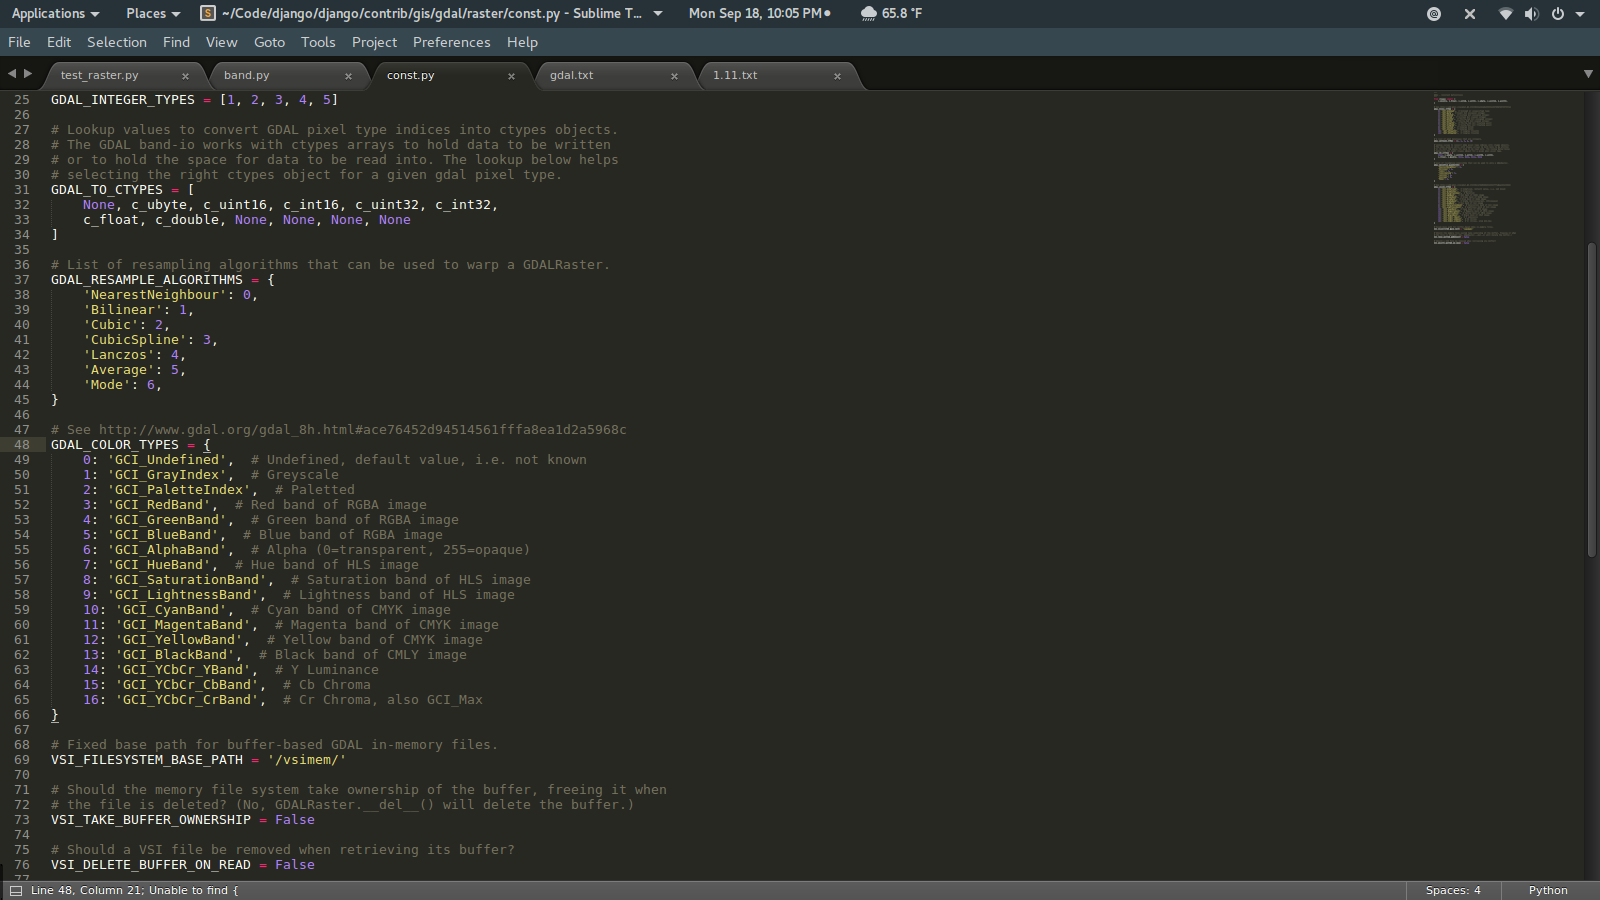 Applications Places ~/Code/django/django/contrib/gis/gdal/raster/const.py - Sublime T... Mon Sep 18, 10:05 PM● 65.8 °F
File Edit Selection Find View Goto Tools Project Preferences Help
test_raster.py × band.py × const.py × gdal.txt × 1.11.txt ×
25 GDAL_INTEGER_TYPES = [1, 2, 3, 4, 5]
26
27 # Lookup values to convert GDAL pixel type indices into ctypes objects.
28 # The GDAL band-io works with ctypes arrays to hold data to be written
29 # or to hold the space for data to be read into. The lookup below helps
30 # selecting the right ctypes object for a given gdal pixel type.
31 GDAL_TO_CTYPES = [
32     None, c_ubyte, c_uint16, c_int16, c_uint32, c_int32,
33     c_float, c_double, None, None, None, None
34 ]
35
36 # List of resampling algorithms that can be used to warp a GDALRaster.
37 GDAL_RESAMPLE_ALGORITHMS = {
38     'NearestNeighbour': 0,
39     'Bilinear': 1,
40     'Cubic': 2,
41     'CubicSpline': 3,
42     'Lanczos': 4,
43     'Average': 5,
44     'Mode': 6,
45 }
46
47 # See http://www.gdal.org/gdal_8h.html#ace76452d94514561fffa8ea1d2a5968c
48 GDAL_COLOR_TYPES = {
49     0: 'GCI_Undefined',  # Undefined, default value, i.e. not known
50     1: 'GCI_GrayIndex',  # Greyscale
51     2: 'GCI_PaletteIndex',  # Paletted
52     3: 'GCI_RedBand',  # Red band of RGBA image
53     4: 'GCI_GreenBand',  # Green band of RGBA image
54     5: 'GCI_BlueBand',  # Blue band of RGBA image
55     6: 'GCI_AlphaBand',  # Alpha (0=transparent, 255=opaque)
56     7: 'GCI_HueBand',  # Hue band of HLS image
57     8: 'GCI_SaturationBand',  # Saturation band of HLS image
58     9: 'GCI_LightnessBand',  # Lightness band of HLS image
59     10: 'GCI_CyanBand',  # Cyan band of CMYK image
60     11: 'GCI_MagentaBand',  # Magenta band of CMYK image
61     12: 'GCI_YellowBand',  # Yellow band of CMYK image
62     13: 'GCI_BlackBand',  # Black band of CMLY image
63     14: 'GCI_YCbCr_YBand',  # Y Luminance
64     15: 'GCI_YCbCr_CbBand',  # Cb Chroma
65     16: 'GCI_YCbCr_CrBand',  # Cr Chroma, also GCI_Max
66 }
67
68 # Fixed base path for buffer-based GDAL in-memory files.
69 VSI_FILESYSTEM_BASE_PATH = '/vsimem/'
70
71 # Should the memory file system take ownership of the buffer, freeing it when
72 # the file is deleted? (No, GDALRaster.__del__() will delete the buffer.)
73 VSI_TAKE_BUFFER_OWNERSHIP = False
74
75 # Should a VSI file be removed when retrieving its buffer?
76 VSI_DELETE_BUFFER_ON_READ = False
77
Line 48, Column 21; Unable to find { Spaces: 4 Python